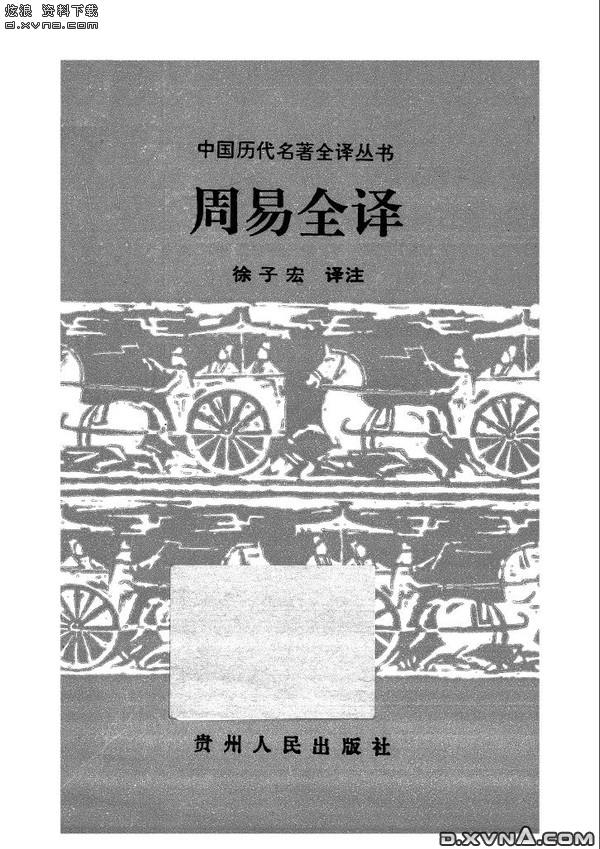 炫浪 资料下载
d.xvna.com
中国历代名著全译丛书
周易全译
徐子宏 译注
贵州人民出版社
D.XVNA.COM